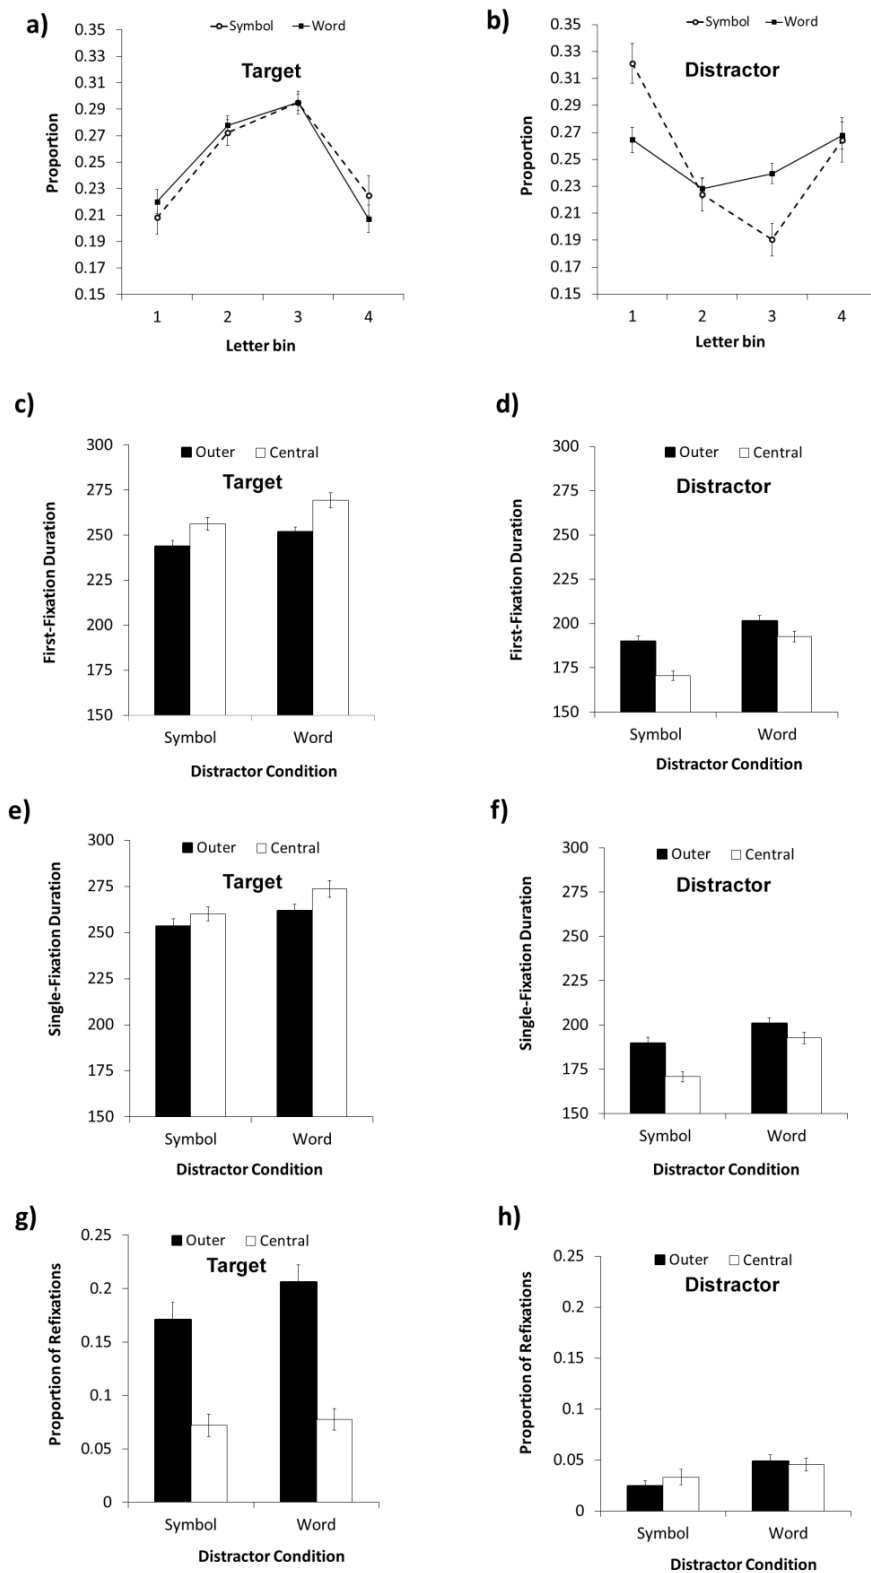 a)
Symbol Word
Target
0.35
0.33
0.31
0.29
0.27
0.25
0.23
0.21
0.19
0.17
0.15
Proportion
1 2 3 4
Letter bin
b)
Symbol Word
Distractor
0.35
0.33
0.31
0.29
0.27
0.25
0.23
0.21
0.19
0.17
0.15
Proportion
1 2 3 4
Letter bin
c)
Outer Central
Target
300
275
250
225
200
175
150
First-Fixation Duration
Symbol Word
Distractor Condition
d)
Outer Central
Distractor
300
275
250
225
200
175
150
First-Fixation Duration
Symbol Word
Distractor Condition
e)
Outer Central
Target
300
275
250
225
200
175
150
Single-Fixation Duration
Symbol Word
Distractor Condition
f)
Outer Central
Distractor
300
275
250
225
200
175
150
Single-Fixation Duration
Symbol Word
Distractor Condition
g)
Outer Central
Target
0.25
0.2
0.15
0.1
0.05
0
Proportion of Refixations
Symbol Word
Distractor Condition
h)
Outer Central
Distractor
0.25
0.2
0.15
0.1
0.05
0
Proportion of Refixations
Symbol Word
Distractor Condition